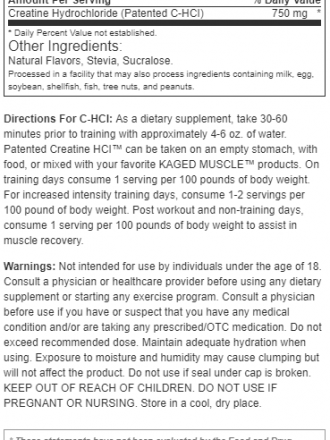 Amount Per Serving % Daily Value
Creatine Hydrochloride (Patented C-HCl) 750 mg *
* Daily Percent Value not established.
Other Ingredients:
Natural Flavors, Stevia, Sucralose.
Processed in a facility that may also process ingredients containing milk, egg,
soybean, shellfish, fish, tree nuts, and peanuts.
Directions For C-HCl: As a dietary supplement, take 30-60
minutes prior to training with approximately 4-6 oz. of water.
Patented Creatine HCl™ can be taken on an empty stomach, with
food, or mixed with your favorite KAGED MUSCLE™ products. On
training days consume 1 serving per 100 pounds of body weight.
For increased intensity training days, consume 1-2 servings per
100 pound of body weight. Post workout and non-training days,
consume 1 serving per 100 pounds of body weight to assist in
muscle recovery.
Warnings: Not intended for use by individuals under the age of 18.
Consult a physician or healthcare provider before using any dietary
supplement or starting any exercise program. Consult a physician
before use if you have or suspect that you have any medical
condition and/or are taking any prescribed/OTC medication. Do not
exceed recommended dose. Maintain adequate hydration when
using. Exposure to moisture and humidity may cause clumping but
will not affect the product. Do not use if seal under cap is broken.
KEEP OUT OF REACH OF CHILDREN. DO NOT USE IF
PREGNANT OR NURSING. Store in a cool, dry place.
* These statements have not been evaluated by the Food and Drug